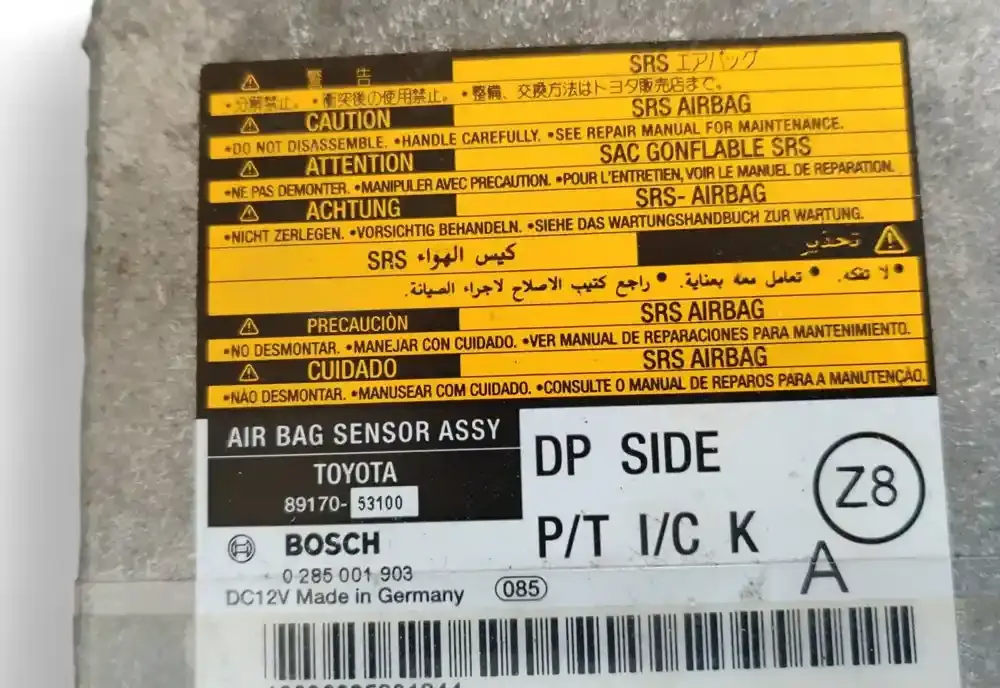 警告
SRS エアバッグ
•分解禁止。 •衝突後の使用禁止。 •整備、交換方法はトヨタ販売店まで。
CAUTION
SRS AIRBAG
•DO NOT DISASSEMBLE. •HANDLE CAREFULLY. •SEE REPAIR MANUAL FOR MAINTENANCE.
ATTENTION
SAC GONFLABLE SRS
•NE PAS DEMONTER. •MANIPULER AVEC PRECAUTION. •POUR L'ENTRETIEN, VOIR LE MANUEL DE REPARATION.
ACHTUNG
SRS- AIRBAG
•NICHT ZERLEGEN. •VORSICHTIG BEHANDELN. •SIEHE DAS WARTUNGSHANDBUCH ZUR WARTUNG.
تحذير
كيس الهواء SRS
•لا تفكه. •تعامل معه بعناية. •راجع كتيب الاصلاح لاجراء الصيانة.
PRECAUCIÒN
SRS AIRBAG
•NO DESMONTAR. •MANEJAR CON CUIDADO. •VER MANUAL DE REPARACIONES PARA MANTENIMIENTO.
CUIDADO
SRS AIRBAG
•NÃO DESMONTAR. •MANUSEAR COM CUIDADO. •CONSULTE O MANUAL DE REPAROS PARA A MANUTENÇÃO.
AIR BAG SENSOR ASSY
TOYOTA
89170-53100
DP SIDE
P/T I/C K
Z8
A
BOSCH
0 285 001 903
DC12V Made in Germany
085